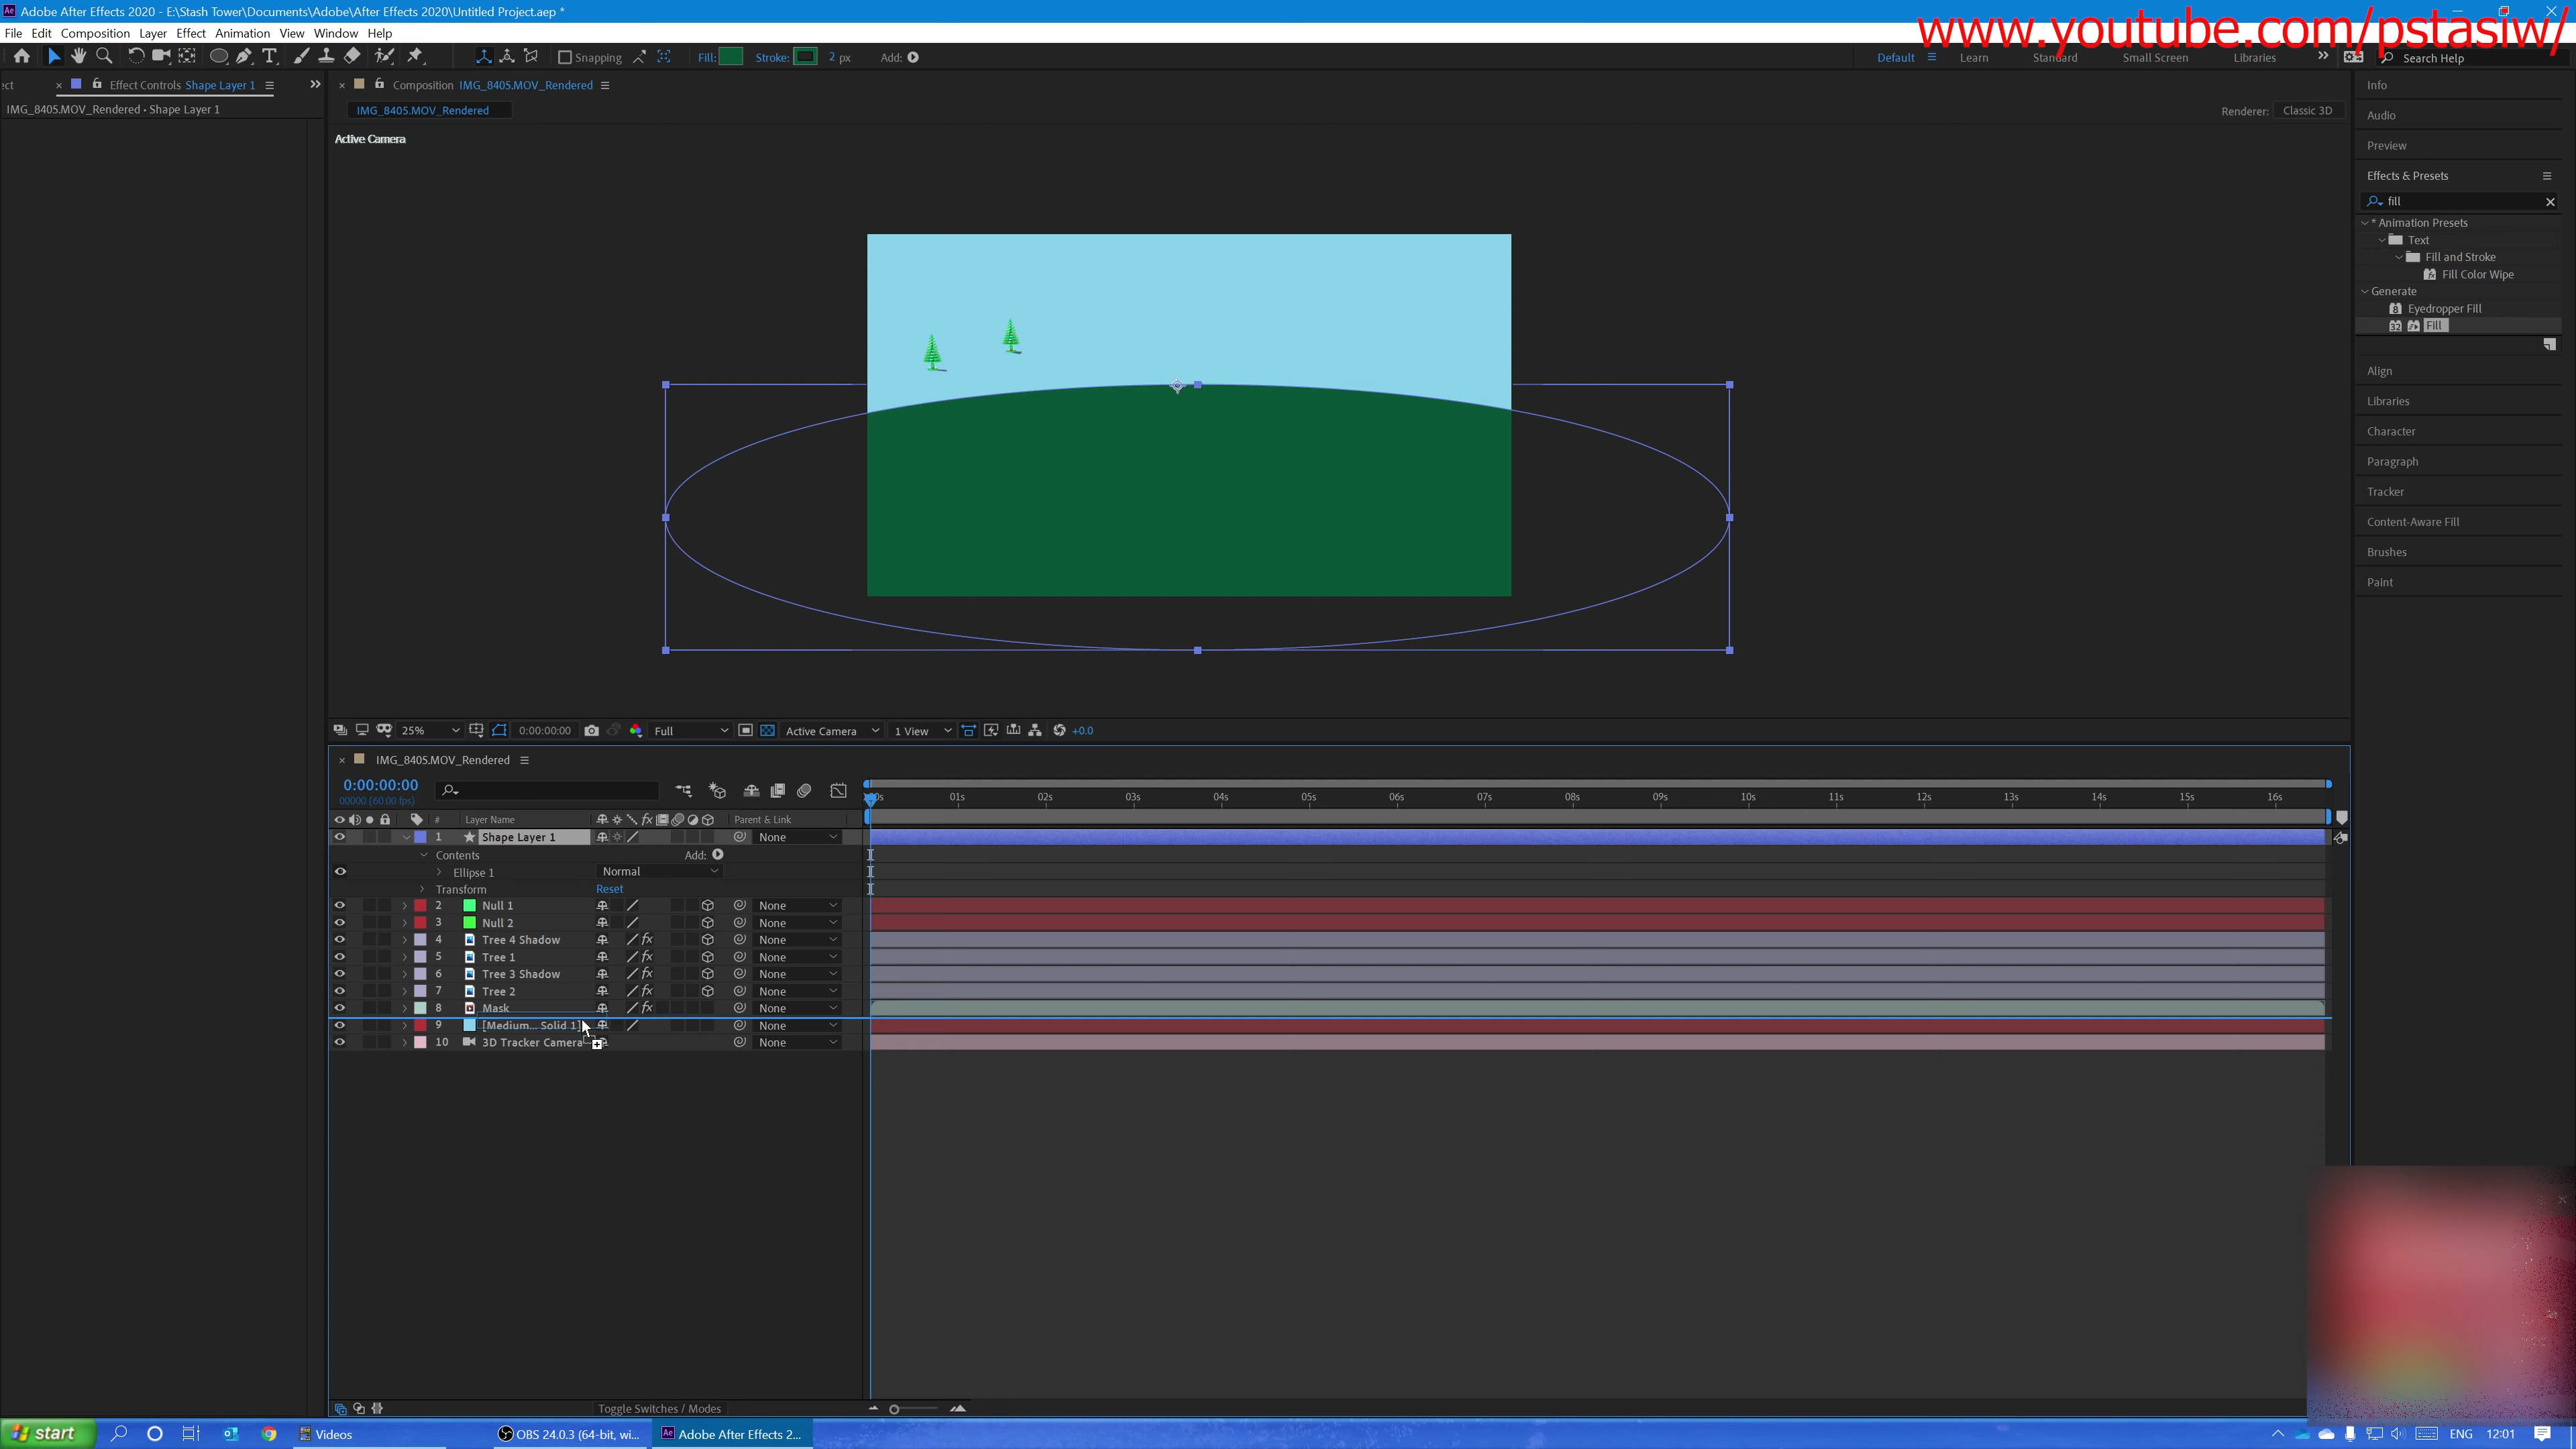 Adobe After Effects 2020 - E:\Stash Tower\Documents\Adobe\After Effects 2020\Untitled Project.aep *
www.youtube.com/pstasiw/
File Edit Composition Layer Effect Animation View Window Help
Snapping Fill: Stroke: 2 px Add: Default Learn Standard Small Screen Libraries Search Help
ect Effect Controls Shape Layer 1 Composition IMG_8405.MOV_Rendered
IMG_8405.MOV_Rendered • Shape Layer 1
IMG_8405.MOV_Rendered
Renderer: Classic 3D
Active Camera
Info
Audio
Preview
Effects & Presets
fill
* Animation Presets
Text
Fill and Stroke
Fill Color Wipe
Generate
Eyedropper Fill
Fill
Align
Libraries
Character
Paragraph
Tracker
Content-Aware Fill
Brushes
Paint
25% 0:00:00:00 Full Active Camera 1 View +0.0
IMG_8405.MOV_Rendered
0:00:00:00
00000 (60.00 fps)
01s 02s 03s 04s 05s 06s 07s 08s 09s 10s 11s 12s 13s 14s 15s 16s
# Layer Name Parent & Link
1 Shape Layer 1 None
Contents Add:
Ellipse 1 Normal
Transform Reset
2 Null 1 None
3 Null 2 None
4 Tree 4 Shadow None
5 Tree 1 None
6 Tree 3 Shadow None
7 Tree 2 None
8 Mask None
9 [Medium... Solid 1] None
10 3D Tracker Camera None
Toggle Switches / Modes
start Videos OBS 24.0.3 (64-bit, wi... Adobe After Effects 2... ENG 12:01